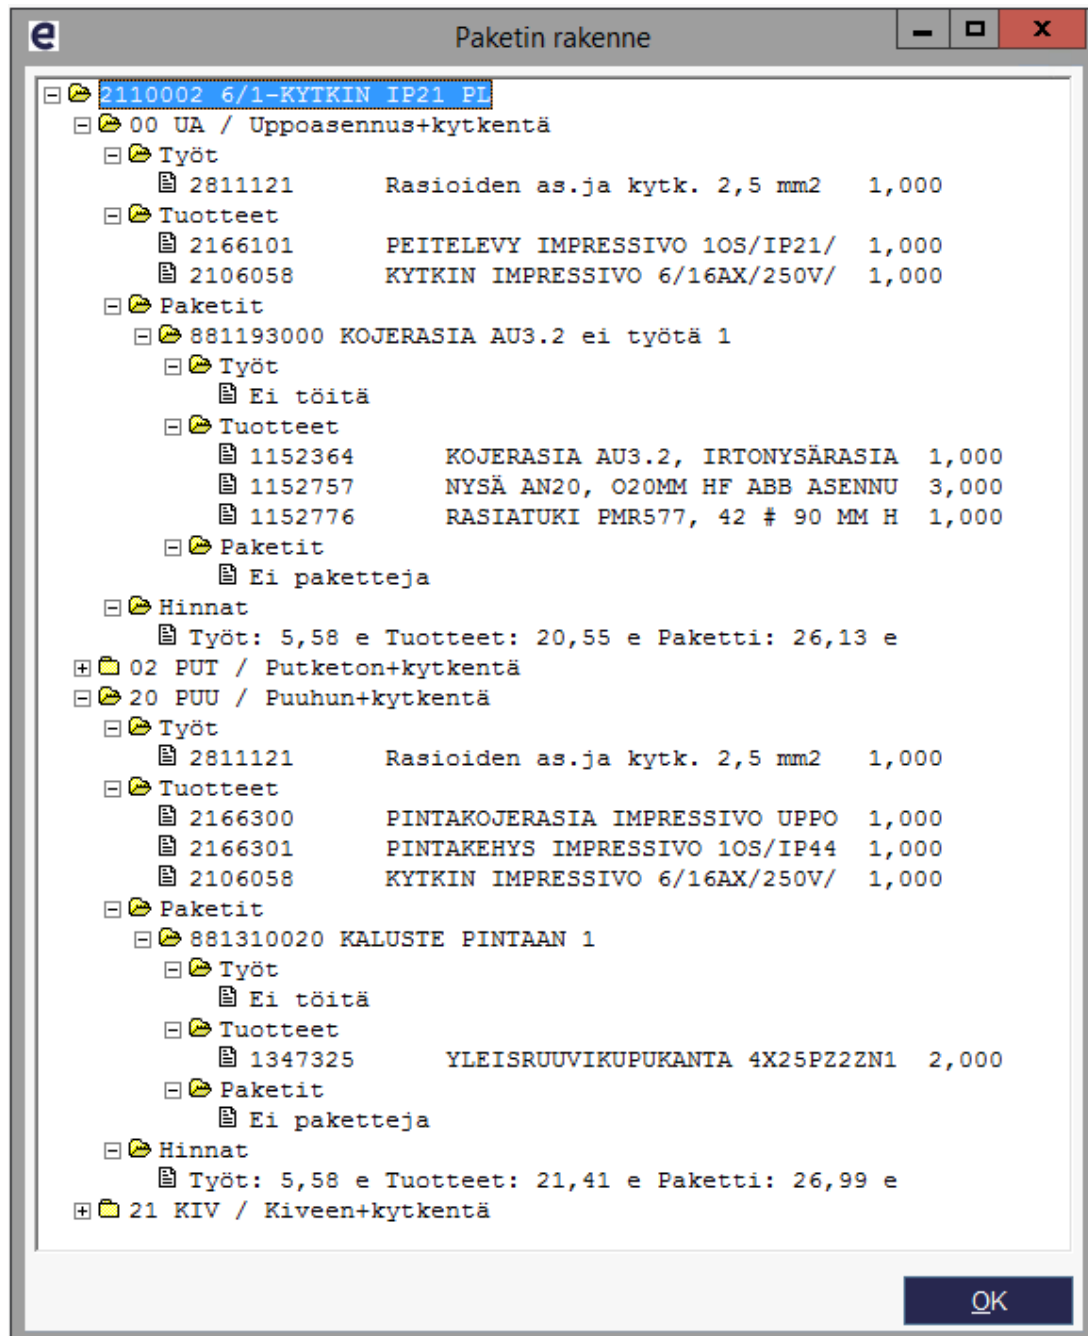 e
Paketin rakenne
2110002 6/1-KYTKIN IP21 PL
00 UA / Uppoasennus+kytkentä
Työt
2811121 Rasioiden as.ja kytk. 2,5 mm2 1,000
Tuotteet
2166101 PEITELEVY IMPRESSIVO 1OS/IP21/ 1,000
2106058 KYTKIN IMPRESSIVO 6/16AX/250V/ 1,000
Paketit
881193000 KOJERASIA AU3.2 ei työtä 1
Työt
Ei töitä
Tuotteet
1152364 KOJERASIA AU3.2, IRTONYSÄRASIA 1,000
1152757 NYSÄ AN20, O20MM HF ABB ASENNU 3,000
1152776 RASIATUKI PMR577, 42 # 90 MM H 1,000
Paketit
Ei paketteja
Hinnat
Työt: 5,58 e Tuotteet: 20,55 e Paketti: 26,13 e
02 PUT / Putketon+kytkentä
20 PUU / Puuhun+kytkentä
Työt
2811121 Rasioiden as.ja kytk. 2,5 mm2 1,000
Tuotteet
2166300 PINTAKOJERASIA IMPRESSIVO UPPO 1,000
2166301 PINTAKEHYS IMPRESSIVO 1OS/IP44 1,000
2106058 KYTKIN IMPRESSIVO 6/16AX/250V/ 1,000
Paketit
881310020 KALUSTE PINTAAN 1
Työt
Ei töitä
Tuotteet
1347325 YLEISRUUVIKUPUKANTA 4X25PZ2ZN1 2,000
Paketit
Ei paketteja
Hinnat
Työt: 5,58 e Tuotteet: 21,41 e Paketti: 26,99 e
21 KIV / Kiveen+kytkentä
OK